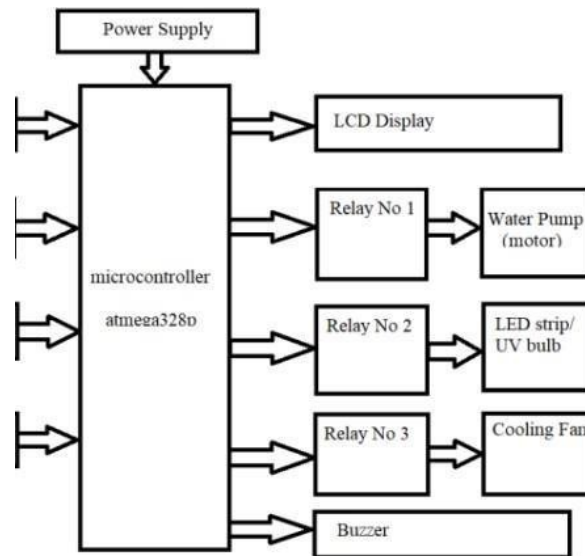 Power Supply
LCD Display
Relay No 1
Water Pump
(motor)
microcontroller
atmega328p
Relay No 2
LED strip/
UV bulb
Relay No 3
Cooling Fan
Buzzer